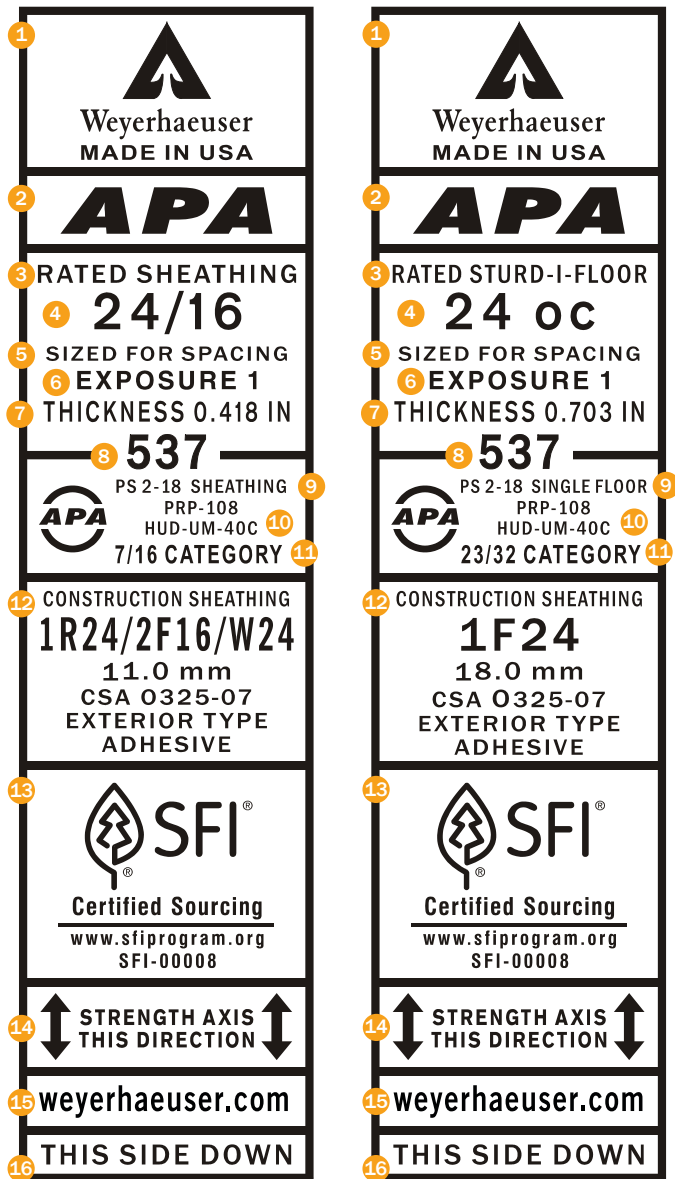 1
Weyerhaeuser
MADE IN USA
2
APA
3 RATED SHEATHING
4 24/16
5 SIZED FOR SPACING
6 EXPOSURE 1
7 THICKNESS 0.418 IN
8 537
PS 2-18 SHEATHING 9
APA
PRP-108
HUD-UM-40C 10
7/16 CATEGORY 11
12 CONSTRUCTION SHEATHING
1R24/2F16/W24
11.0 mm
CSA O325-07
EXTERIOR TYPE
ADHESIVE
13
SFI®
®
Certified Sourcing
www.sfiprogram.org
SFI-00008
14 STRENGTH AXIS
THIS DIRECTION
15 weyerhaeuser.com
16 THIS SIDE DOWN
1
Weyerhaeuser
MADE IN USA
2
APA
3 RATED STURD-I-FLOOR
4 24 oc
5 SIZED FOR SPACING
6 EXPOSURE 1
7 THICKNESS 0.703 IN
8 537
PS 2-18 SINGLE FLOOR 9
APA
PRP-108
HUD-UM-40C 10
23/32 CATEGORY 11
12 CONSTRUCTION SHEATHING
1F24
18.0 mm
CSA O325-07
EXTERIOR TYPE
ADHESIVE
13
SFI®
®
Certified Sourcing
www.sfiprogram.org
SFI-00008
14 STRENGTH AXIS
THIS DIRECTION
15 weyerhaeuser.com
16 THIS SIDE DOWN